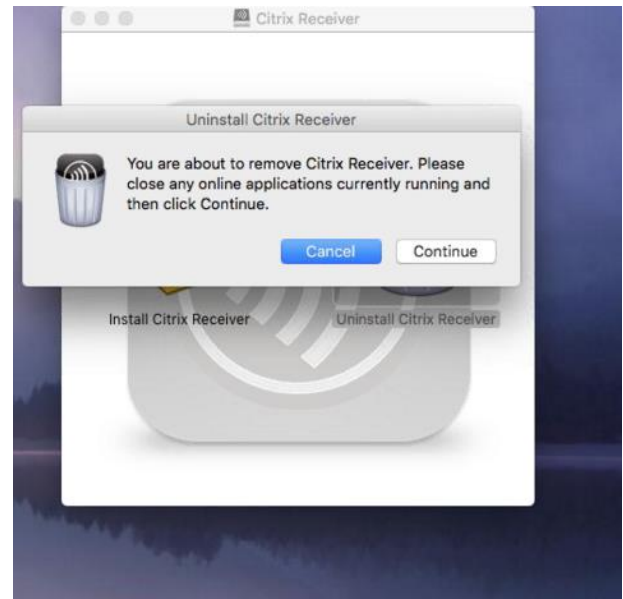 Citrix Receiver
Uninstall Citrix Receiver
You are about to remove Citrix Receiver. Please
close any online applications currently running and
then click Continue.
Cancel
Continue
Install Citrix Receiver
Uninstall Citrix Receiver